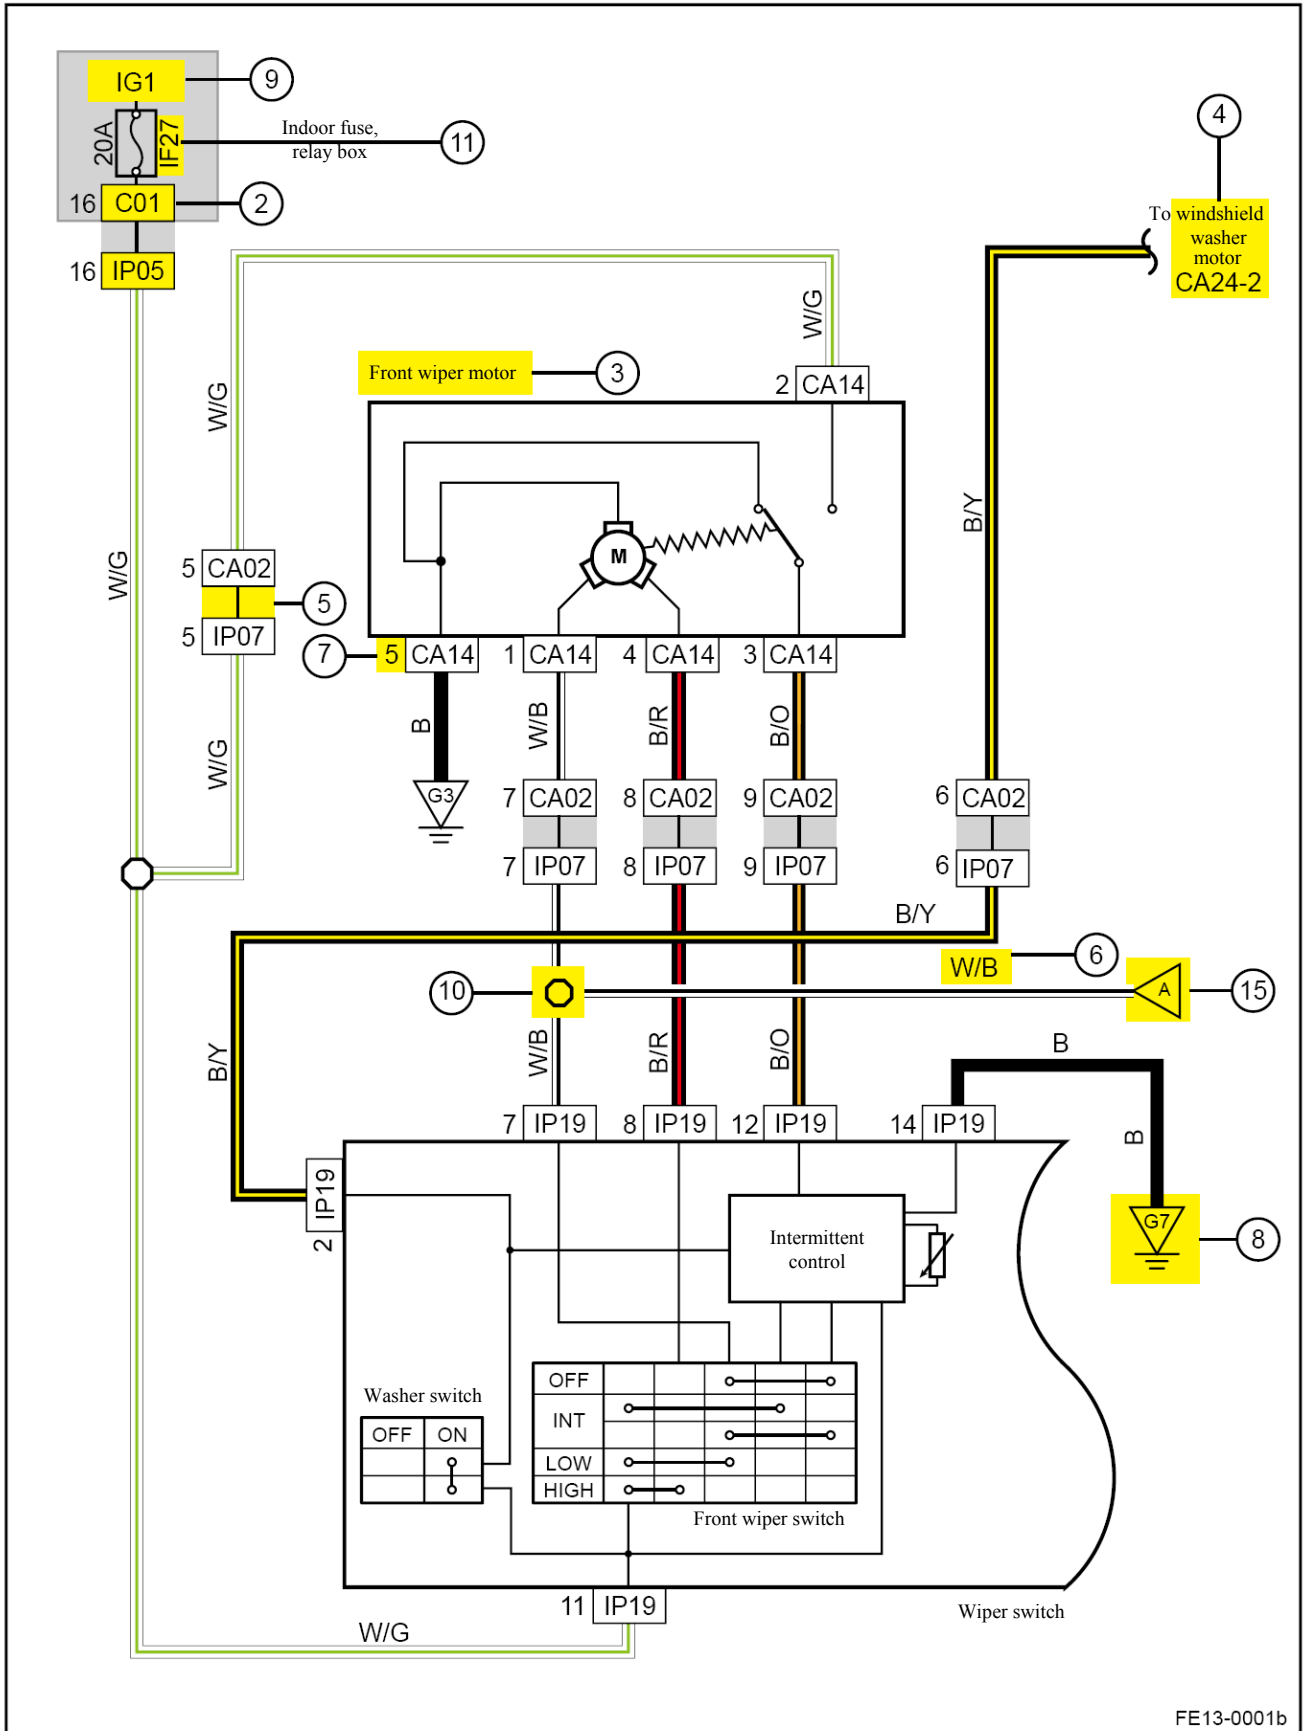 IG1
9
20A
IF27
Indoor fuse,
relay box
11
16
C01
2
16
IP05
4
To windshield
washer
motor
CA24-2
W/G
W/G
W/G
B/Y
Front wiper motor
3
2
CA14
M
5
CA02
5
5
IP07
7
5
CA14
1
CA14
4
CA14
3
CA14
B
W/B
B/R
B/O
W/G
G3
7
CA02
8
CA02
9
CA02
6
CA02
7
IP07
8
IP07
9
IP07
6
IP07
B/Y
W/B
6
10
A
15
B/Y
W/B
B/R
B/O
B
B
7
IP19
8
IP19
12
IP19
14
IP19
IP19
2
Intermittent
control
G7
8
Washer switch
OFF
ON
OFF
INT
LOW
HIGH
Front wiper switch
11
IP19
Wiper switch
W/G
FE13-0001b